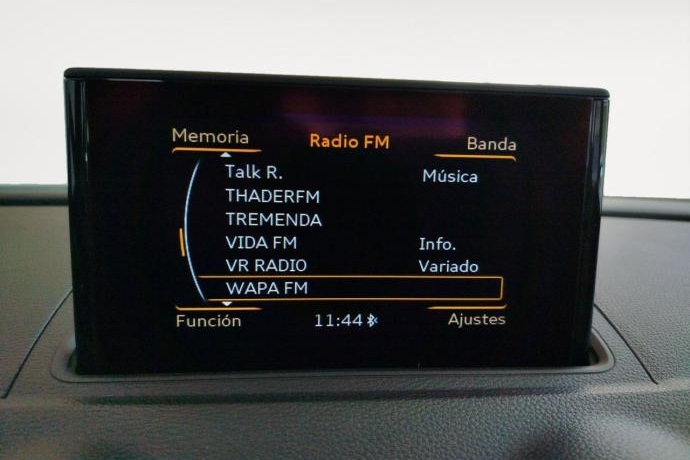 Memoria Radio FM Banda
Talk R. Música
THADERFM
TREMENDA
VIDA FM Info.
VR RADIO Variado
WAPA FM
Función 11:44 Ajustes